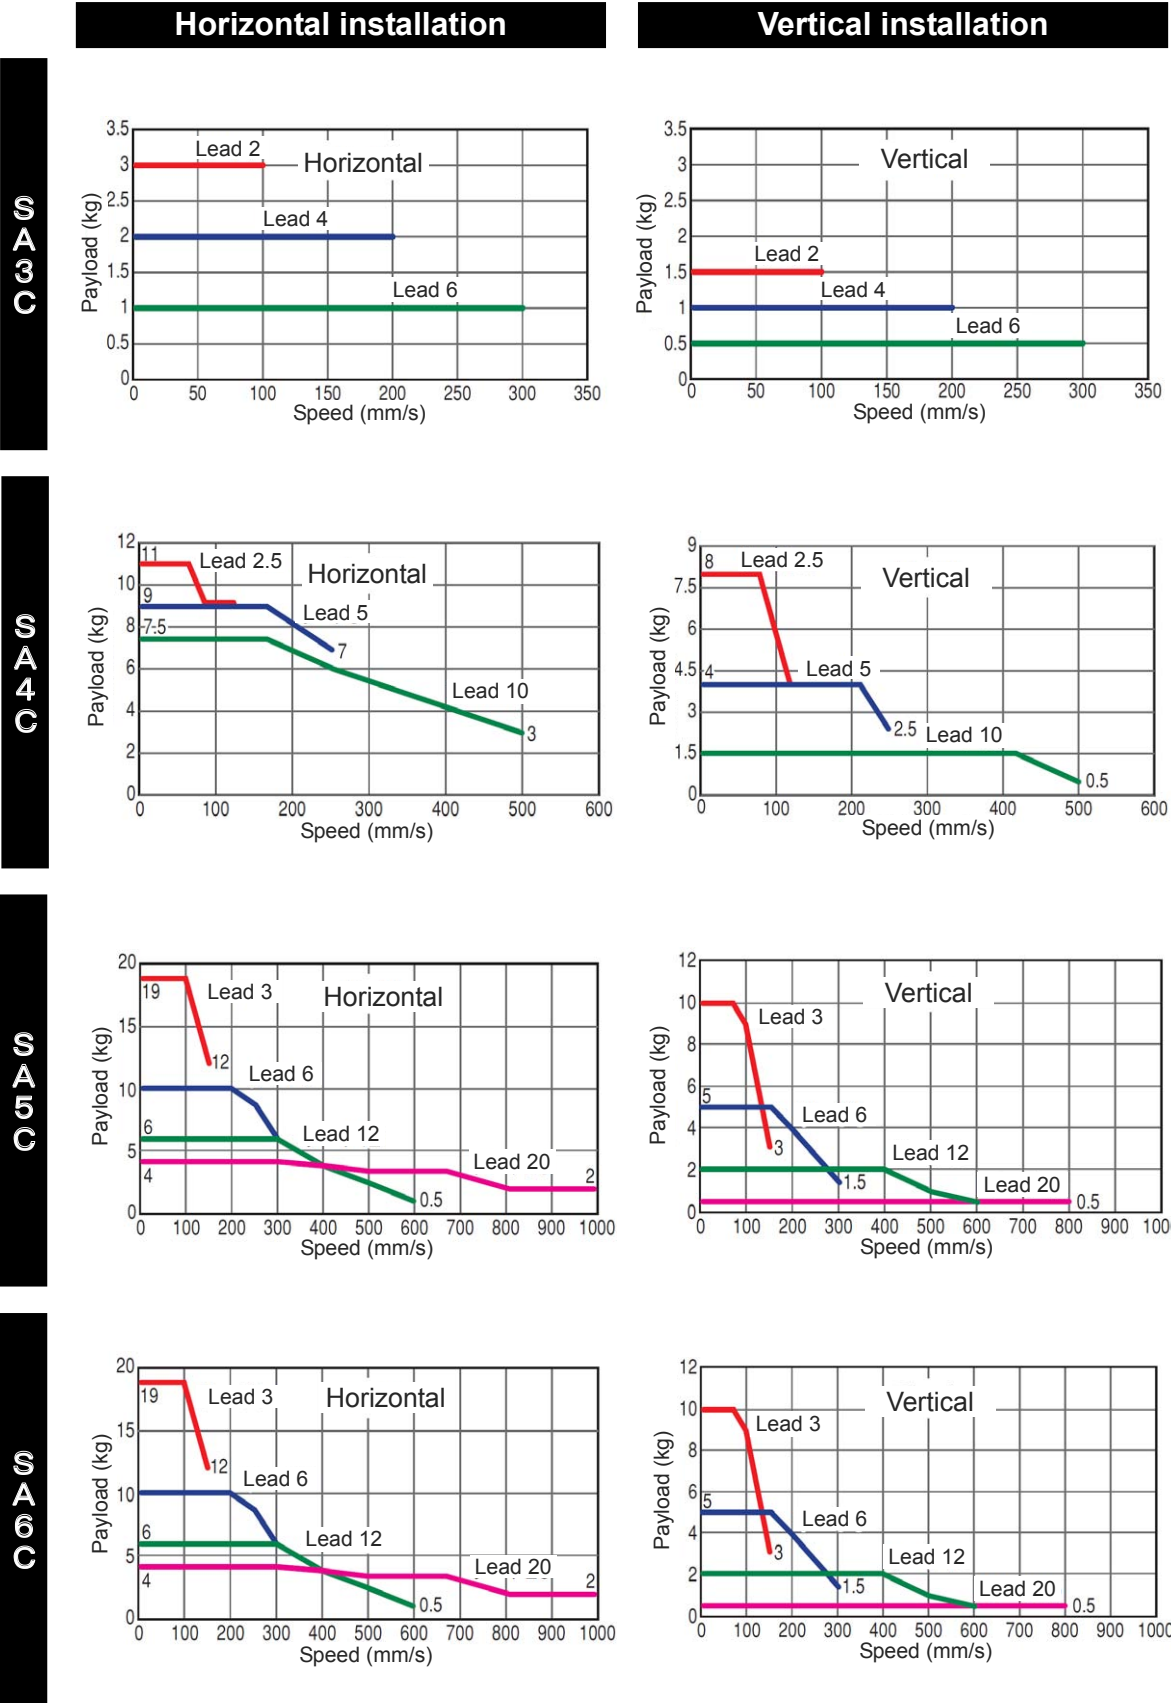 Horizontal installation
Vertical installation
SA3C
3.5
3
2.5
2
1.5
1
0.5
0
Payload (kg)
Lead 2
Horizontal
Lead 4
Lead 6
0 50 100 150 200 250 300 350
Speed (mm/s)
3.5
3
2.5
2
1.5
1
0.5
0
Payload (kg)
Vertical
Lead 2
Lead 4
Lead 6
0 50 100 150 200 250 300 350
Speed (mm/s)
SA4C
12
10
8
6
4
2
0
Payload (kg)
11
Lead 2.5
Horizontal
9
Lead 5
7.5
7
Lead 10
3
0 100 200 300 400 500 600
Speed (mm/s)
9
7.5
6
4.5
3
1.5
0
Payload (kg)
8
Lead 2.5
Vertical
4
Lead 5
2.5
Lead 10
0.5
0 100 200 300 400 500 600
Speed (mm/s)
SA5C
20
15
10
5
0
Payload (kg)
19
Lead 3
Horizontal
12
Lead 6
6
Lead 12
4
Lead 20
2
0.5
0 100 200 300 400 500 600 700 800 900 1000
Speed (mm/s)
12
10
8
6
4
2
0
Payload (kg)
Vertical
Lead 3
5
Lead 6
3
Lead 12
1.5
Lead 20
0.5
0 100 200 300 400 500 600 700 800 900 100
Speed (mm/s)
SA6C
20
15
10
5
0
Payload (kg)
19
Lead 3
Horizontal
12
Lead 6
6
Lead 12
4
Lead 20
2
0.5
0 100 200 300 400 500 600 700 800 900 1000
Speed (mm/s)
12
10
8
6
4
2
0
Payload (kg)
Vertical
Lead 3
5
Lead 6
3
Lead 12
1.5
Lead 20
0.5
0 100 200 300 400 500 600 700 800 900 1000
Speed (mm/s)